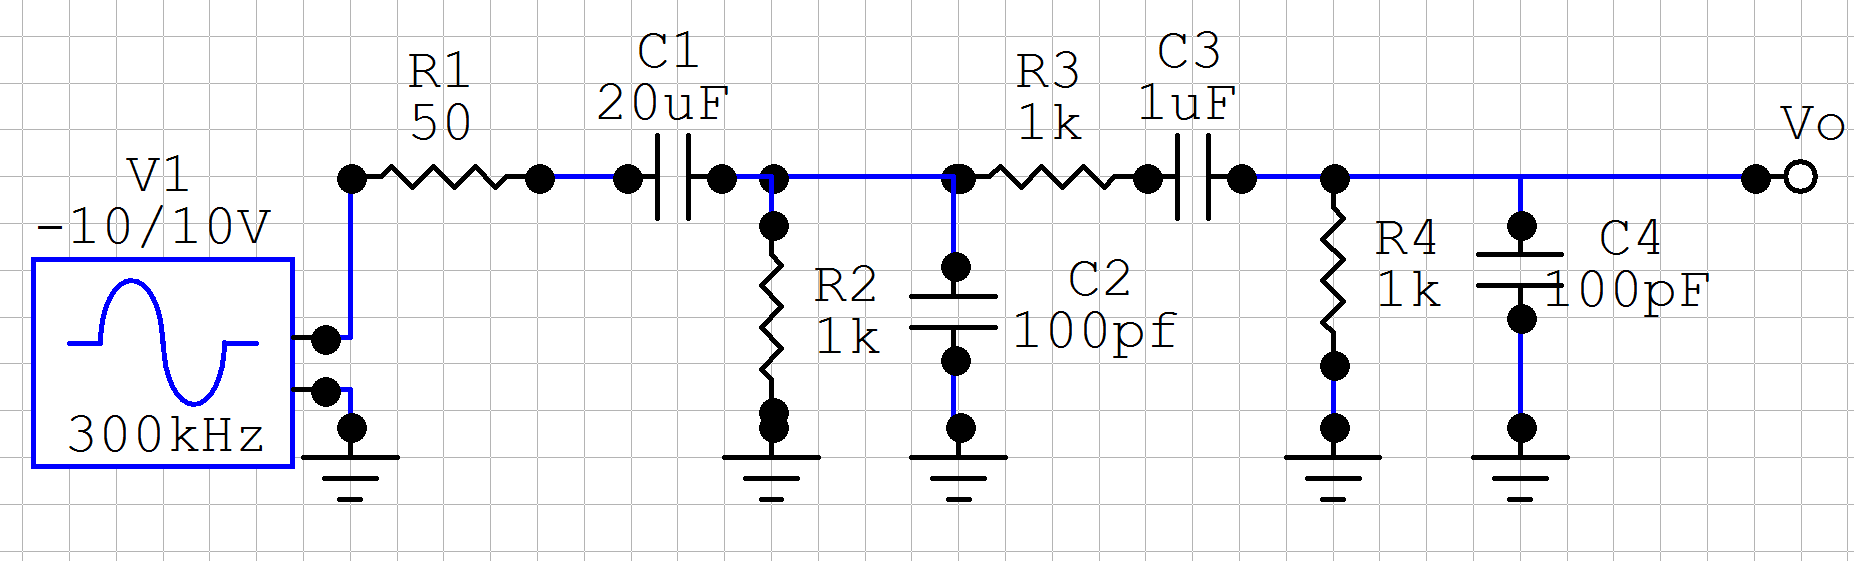 V1
-10/10V
300kHz
R1
50
C1
20uF
R2
1k
C2
100pf
R3
1k
C3
1uF
R4
1k
C4
100pF
Vo